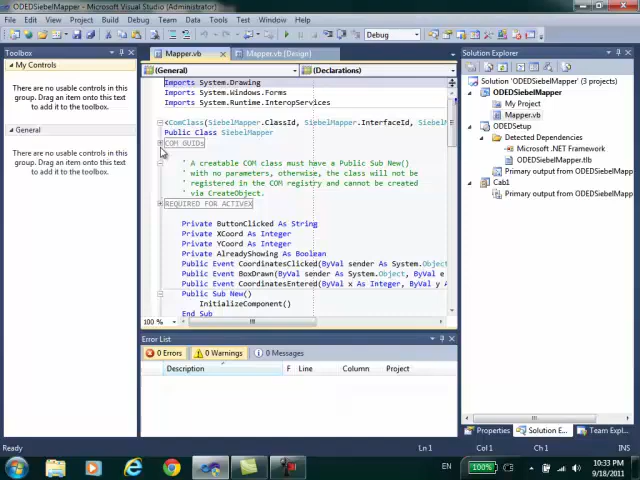 ODEDSiebelMapper - Microsoft Visual Studio (Administrator)
File Edit View Project Build Debug Team Data Tools Test Window Help
Debug
Toolbox
My Controls
There are no usable controls in this
group. Drag an item onto this text
to add it to the toolbox.
General
There are no usable controls in this
group. Drag an item onto this text
to add it to the toolbox.
Mapper.vb
Mapper.vb [Design]
(General)
(Declarations)
Imports System.Drawing
Imports System.Windows.Forms
Imports System.Runtime.InteropServices
<ComClass(SiebelMapper.ClassId, SiebelMapper.InterfaceId, SiebelM
Public Class SiebelMapper
COM GUIDs
' A creatable COM class must have a Public Sub New()
' with no parameters, otherwise, the class will not be
' registered in the COM registry and cannot be created
' via CreateObject.
REQUIRED FOR ACTIVEX
Private ButtonClicked As String
Private XCoord As Integer
Private YCoord As Integer
Private AlreadyShowing As Boolean
Public Event CoordinatesClicked(ByVal sender As System.Object
Public Event BoxDrawn(ByVal sender As System.Object, ByVal e
Public Event CoordinatesEntered(ByVal x As Integer, ByVal y A
Public Sub New()
InitializeComponent()
End Sub
100 %
Error List
0 Errors
0 Warnings
0 Messages
Description F Line Column Project
Solution Explorer
Solution 'ODEDSiebelMapper' (3 projects)
ODEDSiebelMapper
My Project
Mapper.vb
ODEDSetup
Detected Dependencies
Microsoft .NET Framework
ODEDSiebelMapper.tlb
Primary output from ODEDSiebelM
Cab1
Primary output from ODEDSiebelM
Properties
Solution E...
Team Expl...
Ready
Ln 1 Col 1 Ch 1
EN
100%
10:33 PM
9/18/2011